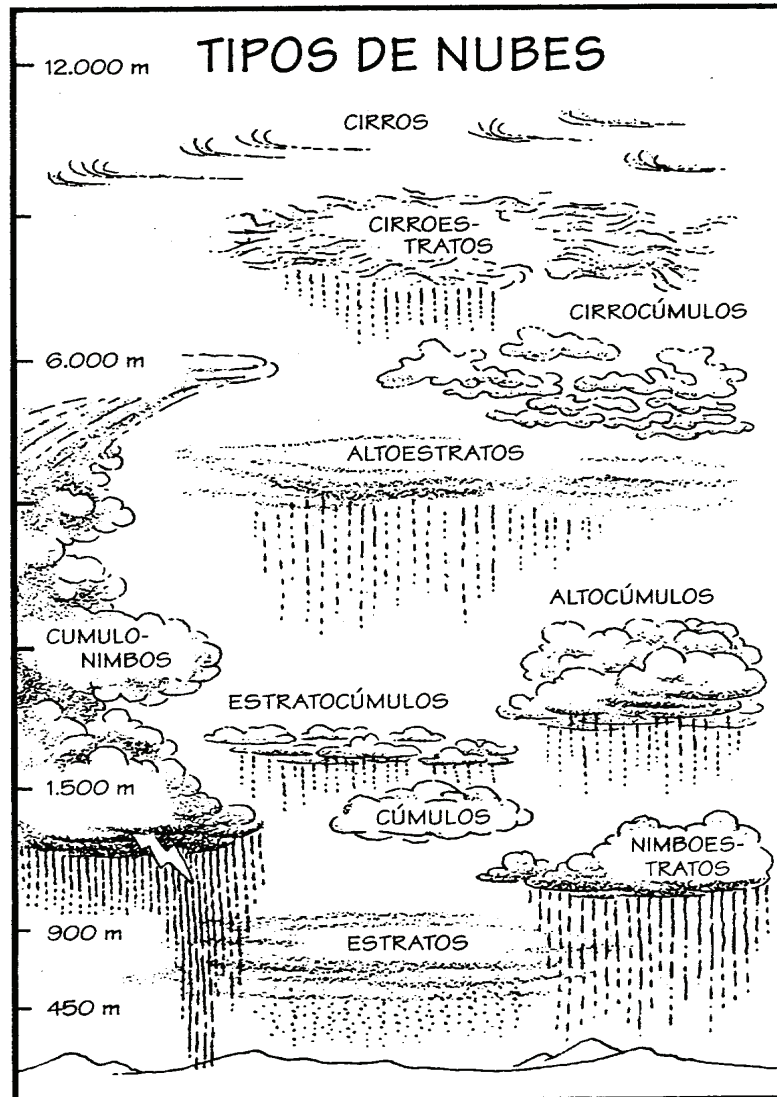 TIPOS DE NUBES
12.000 m
CIRROS
CIRROES-
TRATOS
CIRROCÚMULOS
6.000 m
ALTOESTRATOS
ALTOCÚMULOS
CUMULO-
NIMBOS
ESTRATOCÚMULOS
1.500 m
CÚMULOS
NIMBOES-
TRATOS
900 m
ESTRATOS
450 m